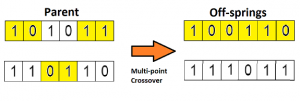 Parent
Off-springs
1 0 1 0 1 1
1 0 0 1 1 0
Multi-point
Crossover
1 1 0 1 1 0
1 1 1 0 1 1